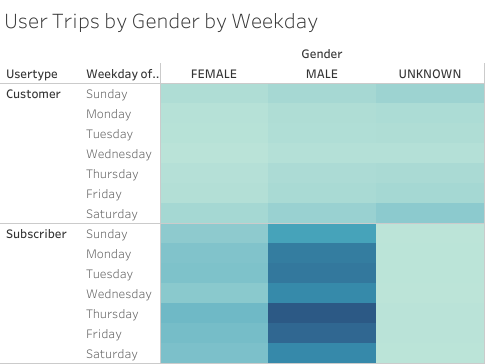 User Trips by Gender by Weekday
Gender
Usertype Weekday of.. FEMALE MALE UNKNOWN
Customer Sunday
Monday
Tuesday
Wednesday
Thursday
Friday
Saturday
Subscriber Sunday
Monday
Tuesday
Wednesday
Thursday
Friday
Saturday